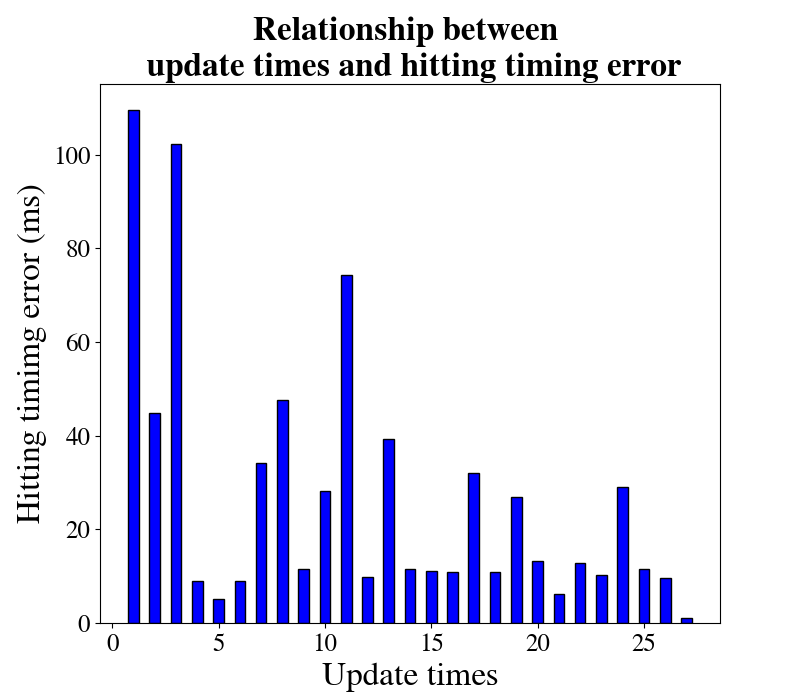 Relationship between
update times and hitting timing error
Hitting timimg error (ms)
100
80
60
40
20
0
0 5 10 15 20 25
Update times